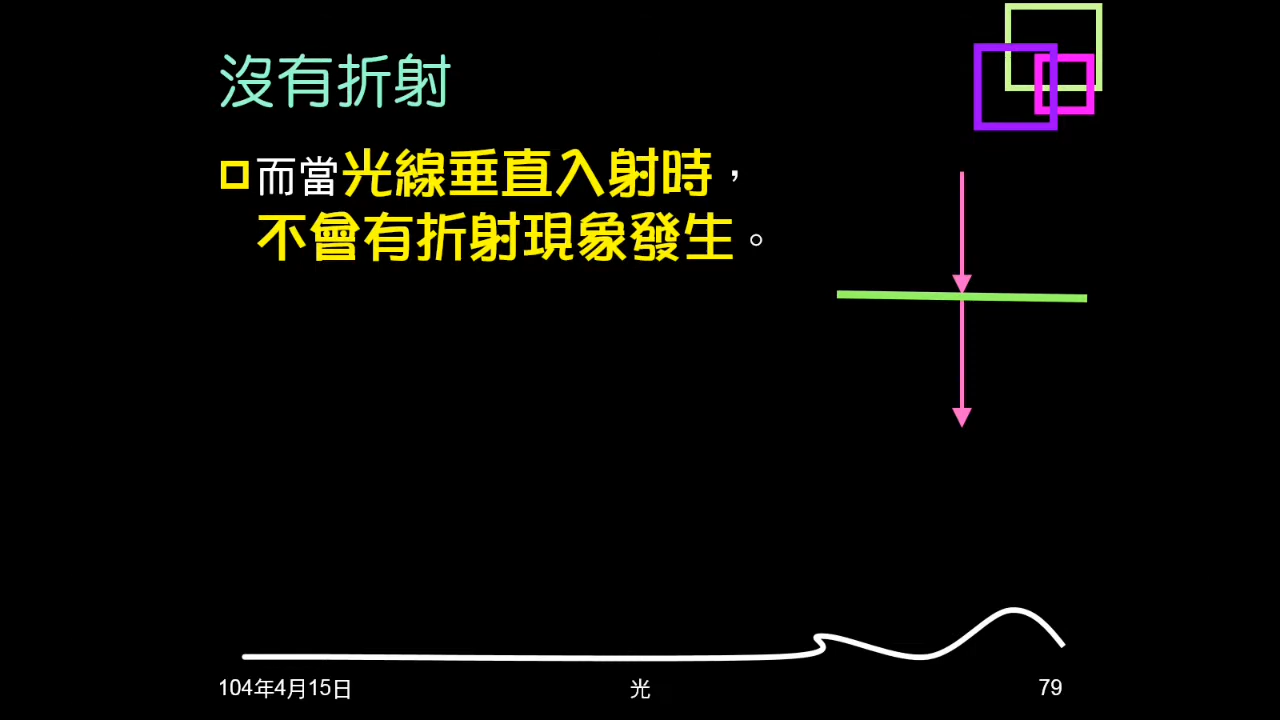 沒有折射
而當光線垂直入射時，
不會有折射現象發生。
104年4月15日
光
79